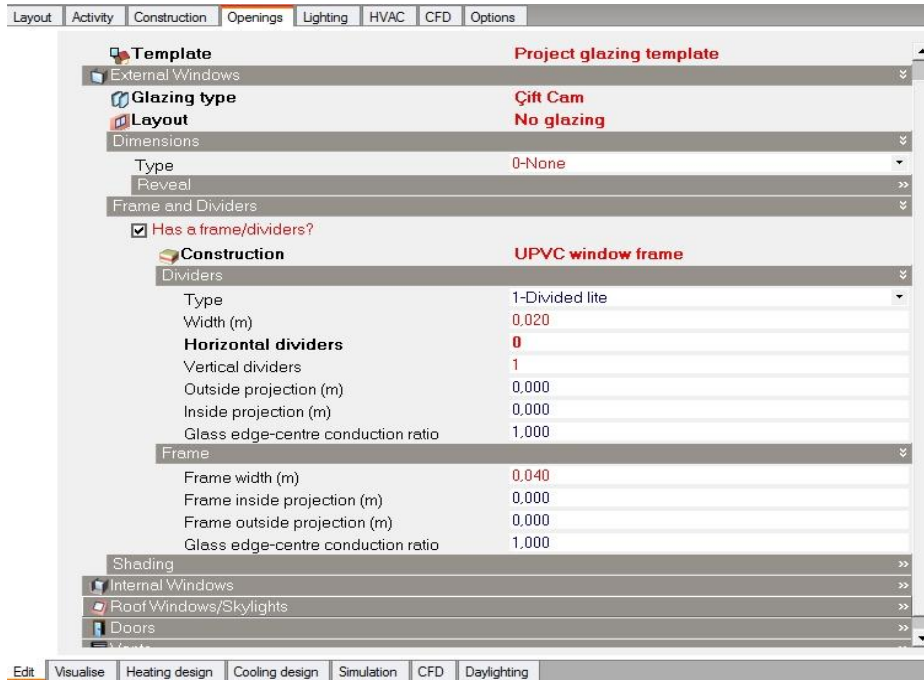 Layout Activity Construction Openings Lighting HVAC CFD Options
Template Project glazing template
External Windows
Glazing type Çift Cam
Layout No glazing
Dimensions
Type 0-None
Reveal
Frame and Dividers
Has a frame/dividers?
Construction UPVC window frame
Dividers
Type 1-Divided lite
Width (m) 0,020
Horizontal dividers 0
Vertical dividers 1
Outside projection (m) 0,000
Inside projection (m) 0,000
Glass edge-centre conduction ratio 1,000
Frame
Frame width (m) 0,040
Frame inside projection (m) 0,000
Frame outside projection (m) 0,000
Glass edge-centre conduction ratio 1,000
Shading
Internal Windows
Roof Windows/Skylights
Doors
Vents
Edit Visualise Heating design Cooling design Simulation CFD Daylighting